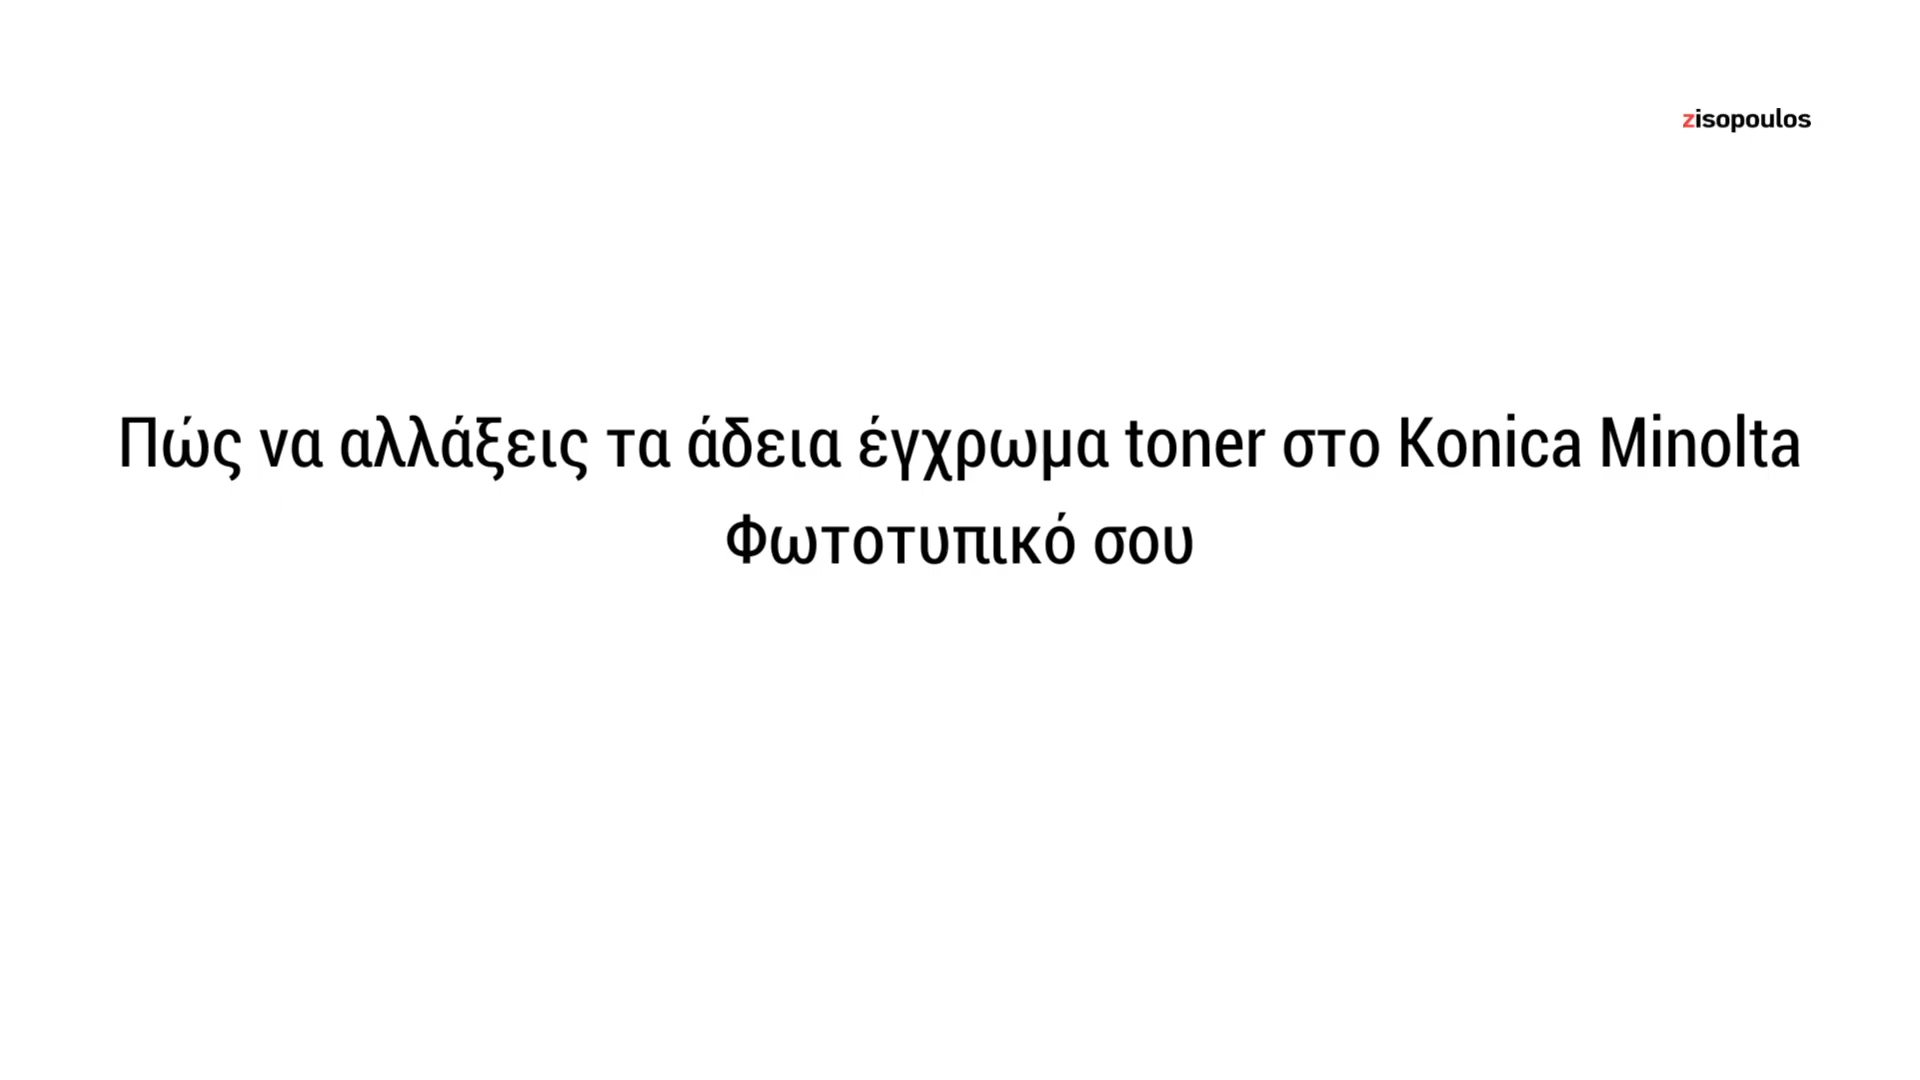 zisopoulos
Πώς να αλλάξεις τα άδεια έγχρωμα toner στο Konica Minolta
Φωτοτυπικό σου